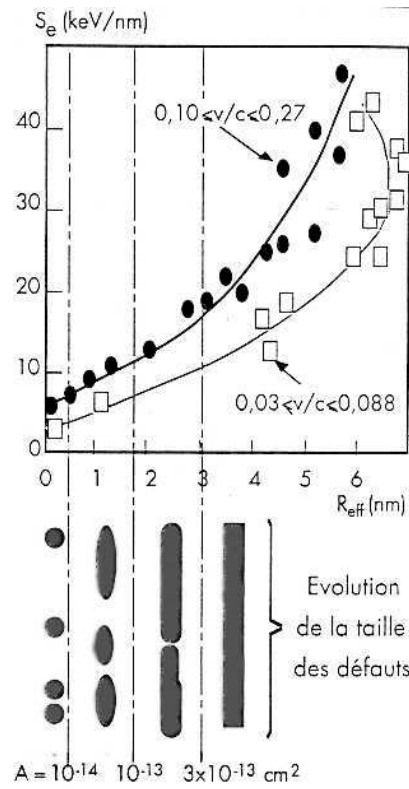 Se (keV/nm)
40
30
20
10
0
0,10≤v/c≤0,27
0,03≤v/c≤0,088
0 1 2 3 4 5 6
Reff (nm)
Evolution
de la taille
des défauts
A = 10-14 10-13 3x10-13 cm2